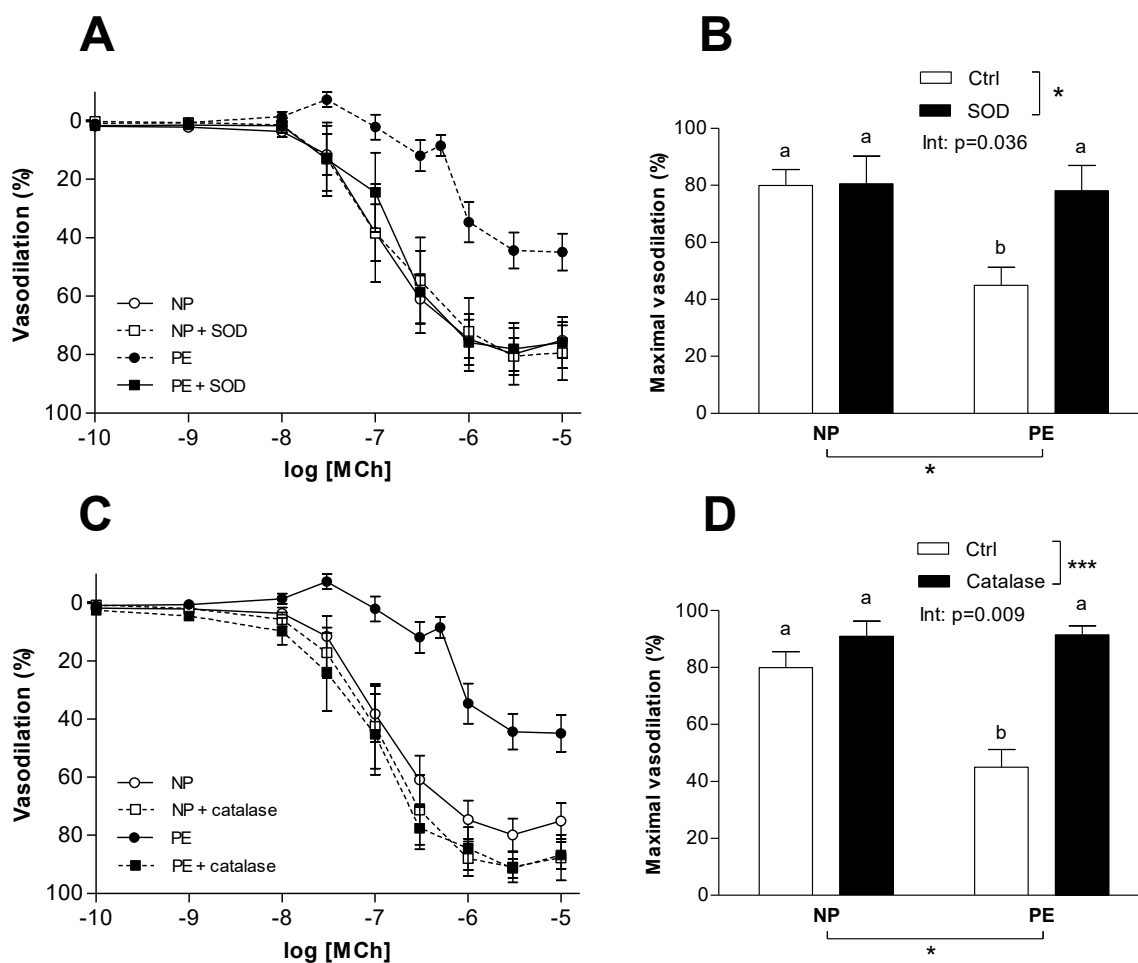 A
0
20
40
60
80
100
Vasodilation (%)
NP
NP + SOD
PE
PE + SOD
-10 -9 -8 -7 -6 -5
log [MCh]
B
Ctrl
SOD
*
Int: p=0.036
100
80
60
40
20
0
Maximal vasodilation (%)
a a b a
NP PE
*
C
0
20
40
60
80
100
Vasodilation (%)
NP
NP + catalase
PE
PE + catalase
-10 -9 -8 -7 -6 -5
log [MCh]
D
Ctrl
Catalase
***
Int: p=0.009
100
80
60
40
20
0
Maximal vasodilation (%)
a a b a
NP PE
*